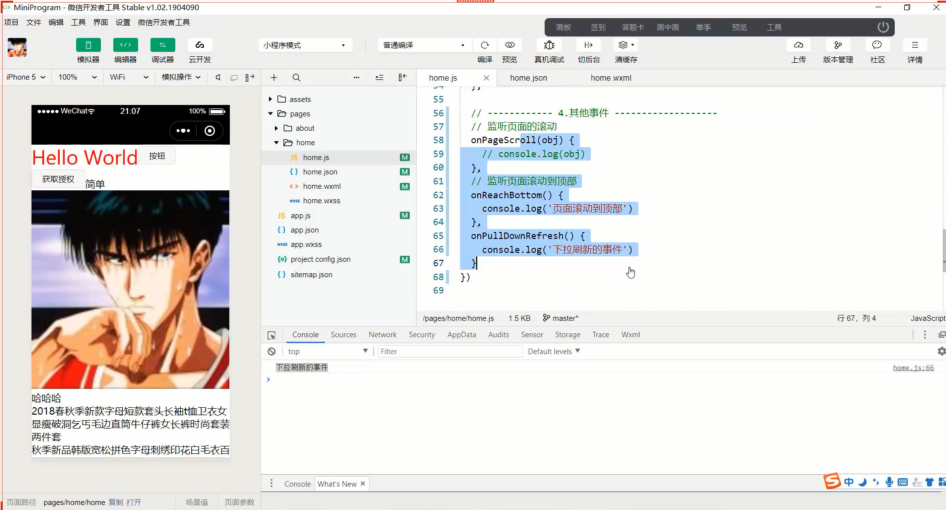 MiniProgram - 微信开发者工具 Stable v1.02.1904090
项目 文件 编辑 工具 界面 设置 微信开发者工具
画板 签到 答题卡 画中画 举手 预览 工具
模拟器 编辑器 调试器 云开发
小程序模式 普通编译
编译 预览 真机调试 切后台 清缓存
上传 版本管理 社区 详情
iPhone 5 100% WiFi 模拟操作
home.js home.json home.wxml
WeChat 21:07 100%
Hello World 按钮
获取授权 简单
哈哈哈
2018春秋季新款字母短款套头长袖t恤卫衣女
显瘦破洞乞丐毛边直筒牛仔裤女长裤时尚套装
两件套
秋季新品韩版宽松拼色字母刺绣印花白毛衣百
页面路径 pages/home/home 复制 打开 场景值 页面参数
assets
pages
about
home
JS home.js M
{ } home.json M
< > home.wxml M
wxss home.wxss
JS app.js M
{ } app.json
wxss app.wxss
{o} project.config.json M
{ } sitemap.json
54 },
55
56 // ------------ 4.其他事件 ------------------
57 // 监听页面的滚动
58 onPageScroll(obj) {
59 // console.log(obj)
60 },
61 // 监听页面滚动到顶部
62 onReachBottom() {
63 console.log('页面滚动到顶部')
64 },
65 onPullDownRefresh() {
66 console.log('下拉刷新的事件')
67 }
68 })
69
/pages/home/home.js 1.5 KB master* 行 67，列 4 JavaScript
Console Sources Network Security AppData Audits Sensor Storage Trace Wxml
top Filter Default levels
下拉刷新的事件 home.js:66
>
Console What's New ×
S 中